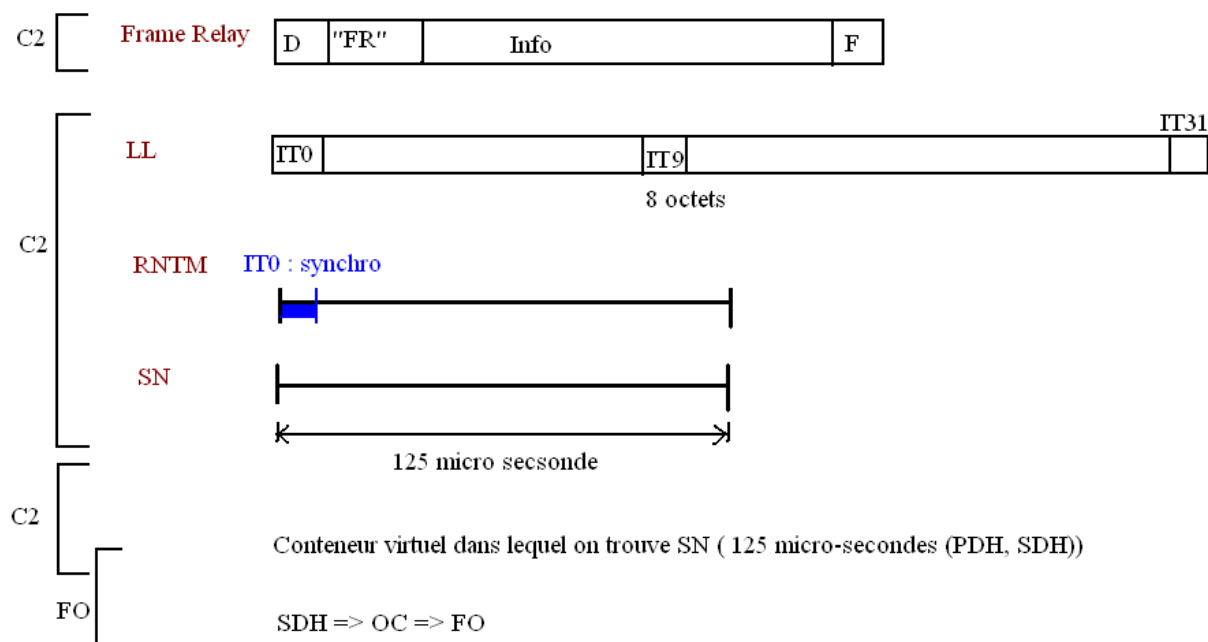 C2 Frame Relay D "FR" Info F
IT31
LL IT0 IT9
8 octets
C2
RNTM IT0 : synchro
SN
125 micro secsonde
C2
Conteneur virtuel dans lequel on trouve SN ( 125 micro-secondes (PDH, SDH))
FO
SDH => OC => FO